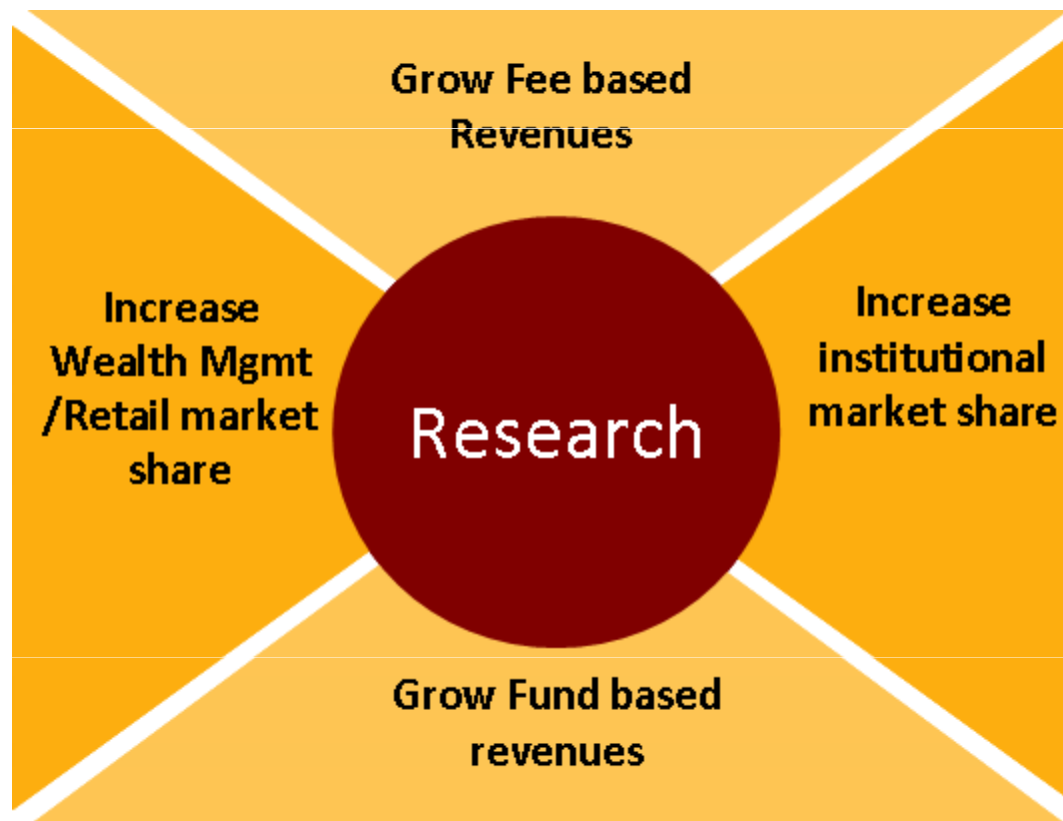 Grow Fee based
Revenues
Increase
Wealth Mgmt
/Retail market
share
Research
Increase
institutional
market share
Grow Fund based
revenues